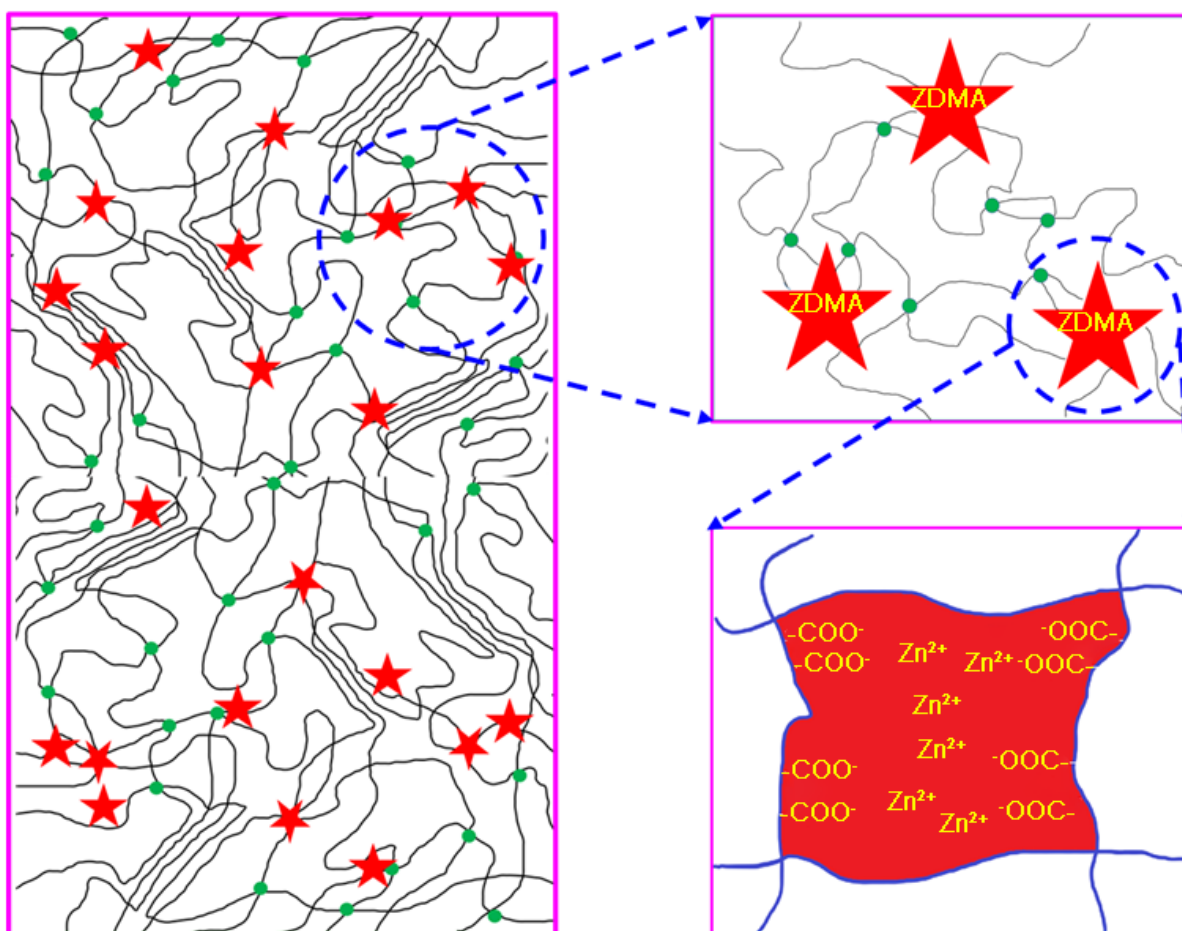 ZDMA
ZDMA
ZDMA
-COO⁻ Zn²⁺ ⁻OOC-
-COO⁻ Zn²⁺ ⁻OOC-
Zn²⁺
Zn²⁺ ⁻OOC-
-COO⁻
-COO⁻ Zn²⁺ Zn²⁺ ⁻OOC-